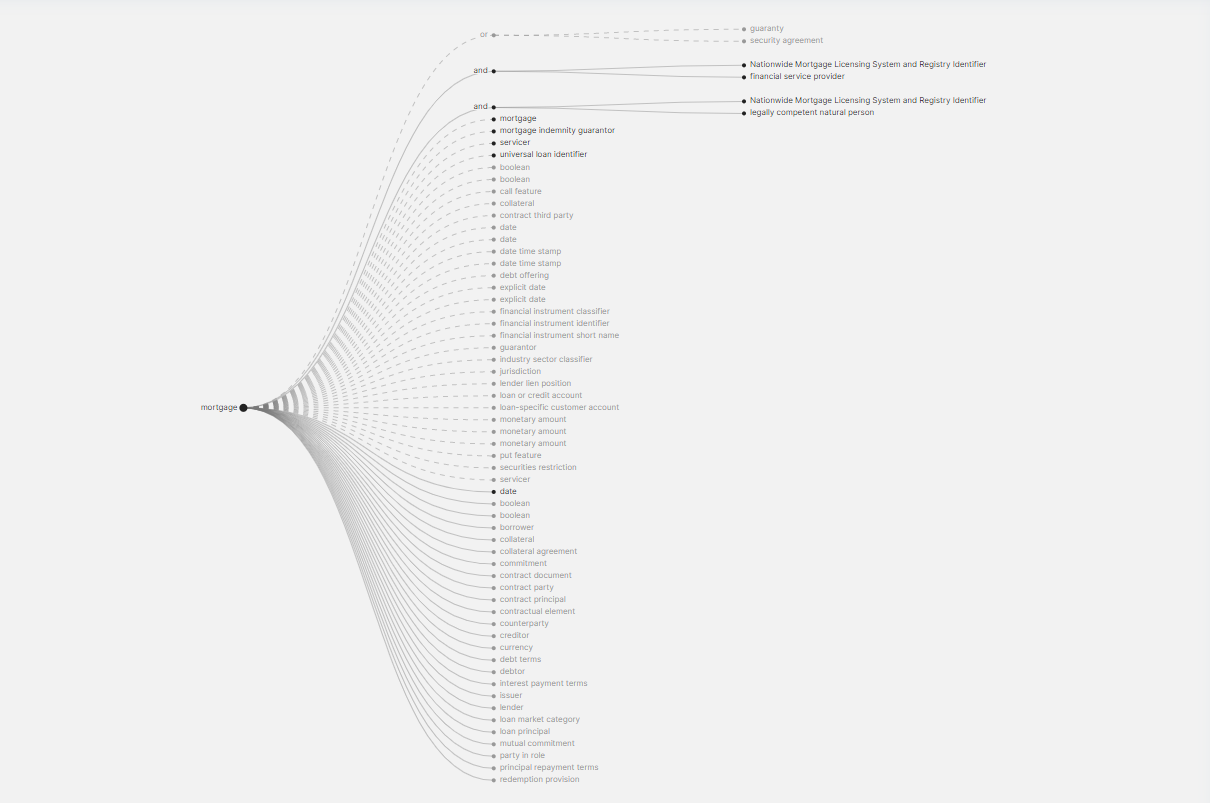 or
guaranty
security agreement
and
Nationwide Mortgage Licensing System and Registry Identifier
financial service provider
and
Nationwide Mortgage Licensing System and Registry Identifier
legally competent natural person
mortgage
mortgage indemnity guarantor
servicer
universal loan identifier
boolean
boolean
call feature
collateral
contract third party
date
date
date time stamp
date time stamp
debt offering
explicit date
explicit date
financial instrument classifier
financial instrument identifier
financial instrument short name
guarantor
industry sector classifier
jurisdiction
lender lien position
loan or credit account
mortgage
loan-specific customer account
monetary amount
monetary amount
monetary amount
put feature
securities restriction
servicer
date
boolean
boolean
borrower
collateral
collateral agreement
commitment
contract document
contract party
contract principal
contractual element
counterparty
creditor
currency
debt terms
debtor
interest payment terms
issuer
lender
loan market category
loan principal
mutual commitment
party in role
principal repayment terms
redemption provision